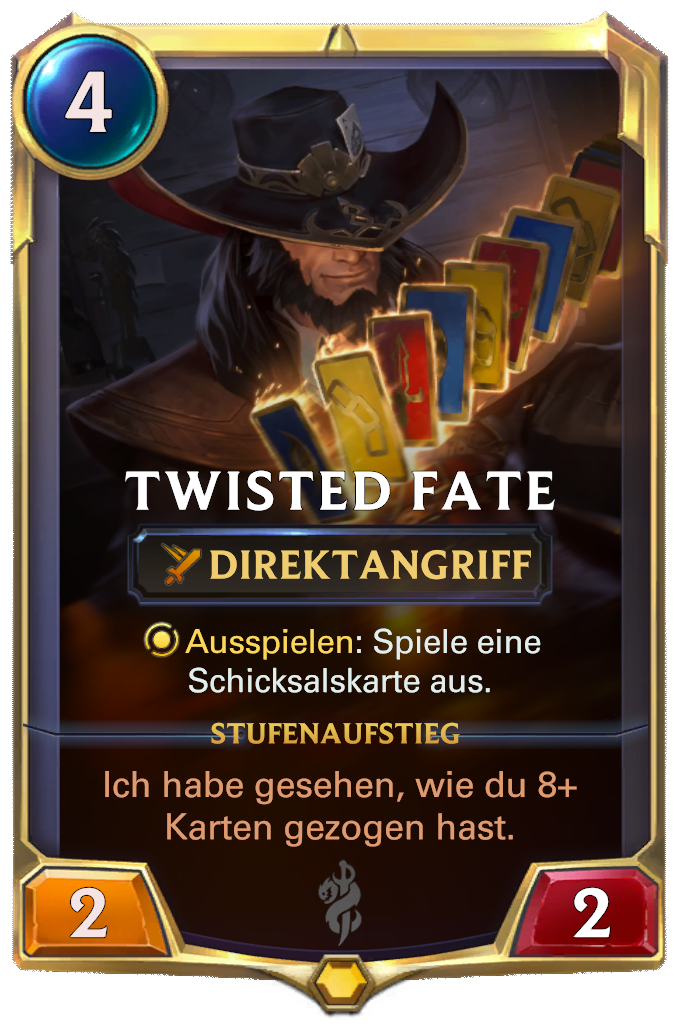 4
TWISTED FATE
DIREKTANGRIFF
Ausspielen: Spiele eine
Schicksalskarte aus.
STUFENAUFSTIEG
Ich habe gesehen, wie du 8+
Karten gezogen hast.
2
2